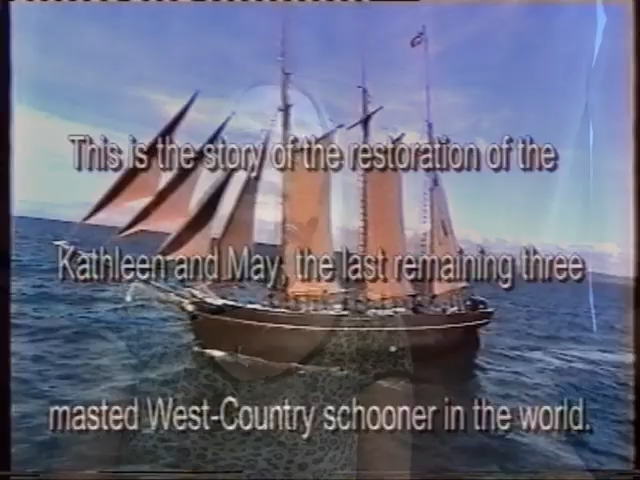 This is the story of the restoration of the
Kathleen and May, the last remaining three
masted West-Country schooner in the world.